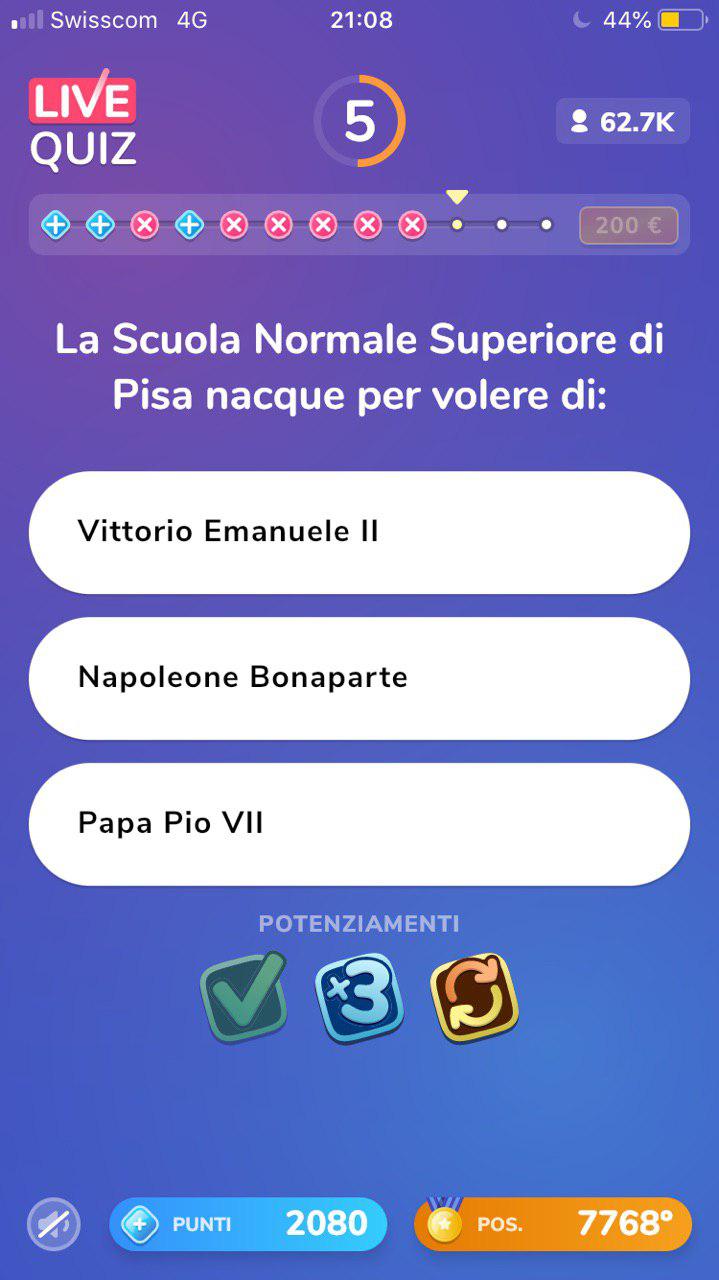 Swisscom 4G 21:08 44%
LIVE
QUIZ
5
62.7K
200 €
La Scuola Normale Superiore di
Pisa nacque per volere di:
Vittorio Emanuele II
Napoleone Bonaparte
Papa Pio VII
POTENZIAMENTI
+3
PUNTI 2080
POS. 7768º